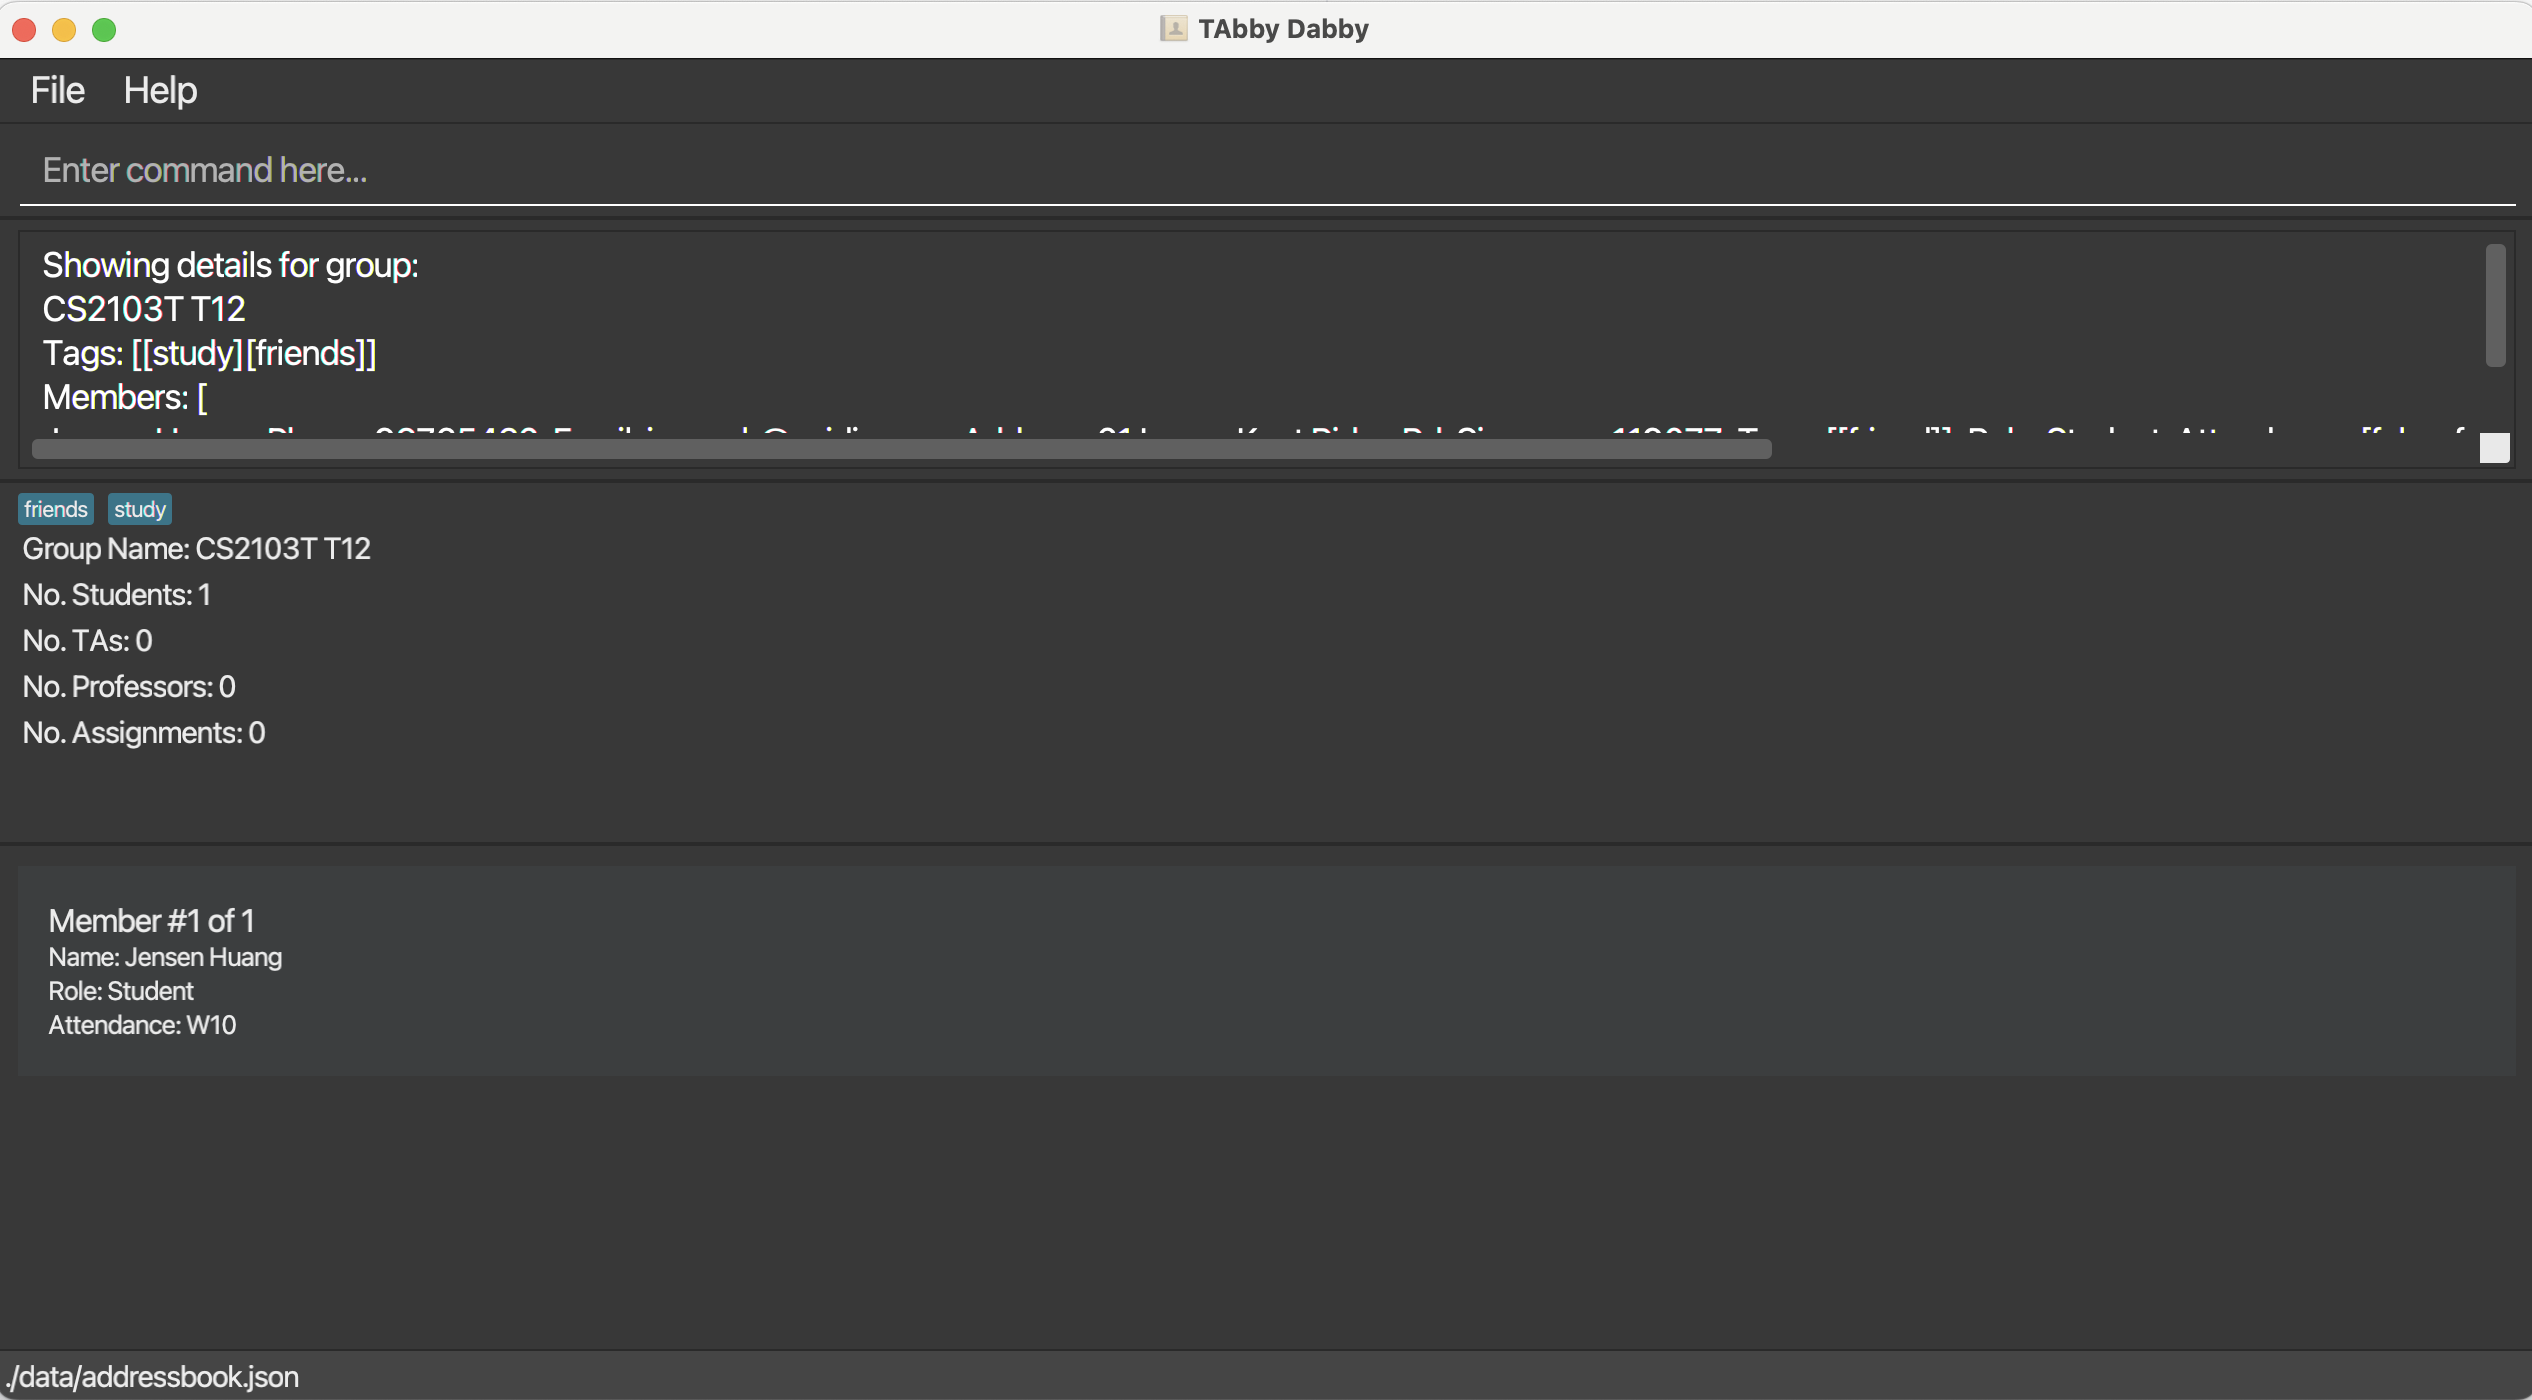 TAbby Dabby
File Help
Enter command here...
Showing details for group:
CS2103T T12
Tags: [[study][friends]]
Members: [
friends study
Group Name: CS2103T T12
No. Students: 1
No. TAs: 0
No. Professors: 0
No. Assignments: 0
Member #1 of 1
Name: Jensen Huang
Role: Student
Attendance: W10
./data/addressbook.json